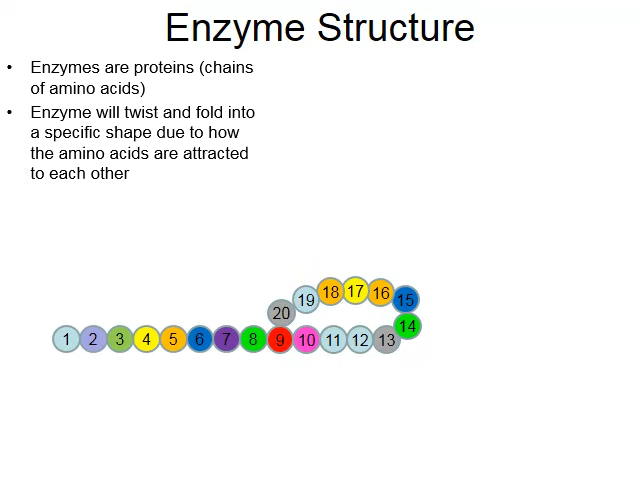 Enzyme Structure
• Enzymes are proteins (chains
of amino acids)
• Enzyme will twist and fold into
a specific shape due to how
the amino acids are attracted
to each other
20 19 18 17 16 15
14
1 2 3 4 5 6 7 8 9 10 11 12 13